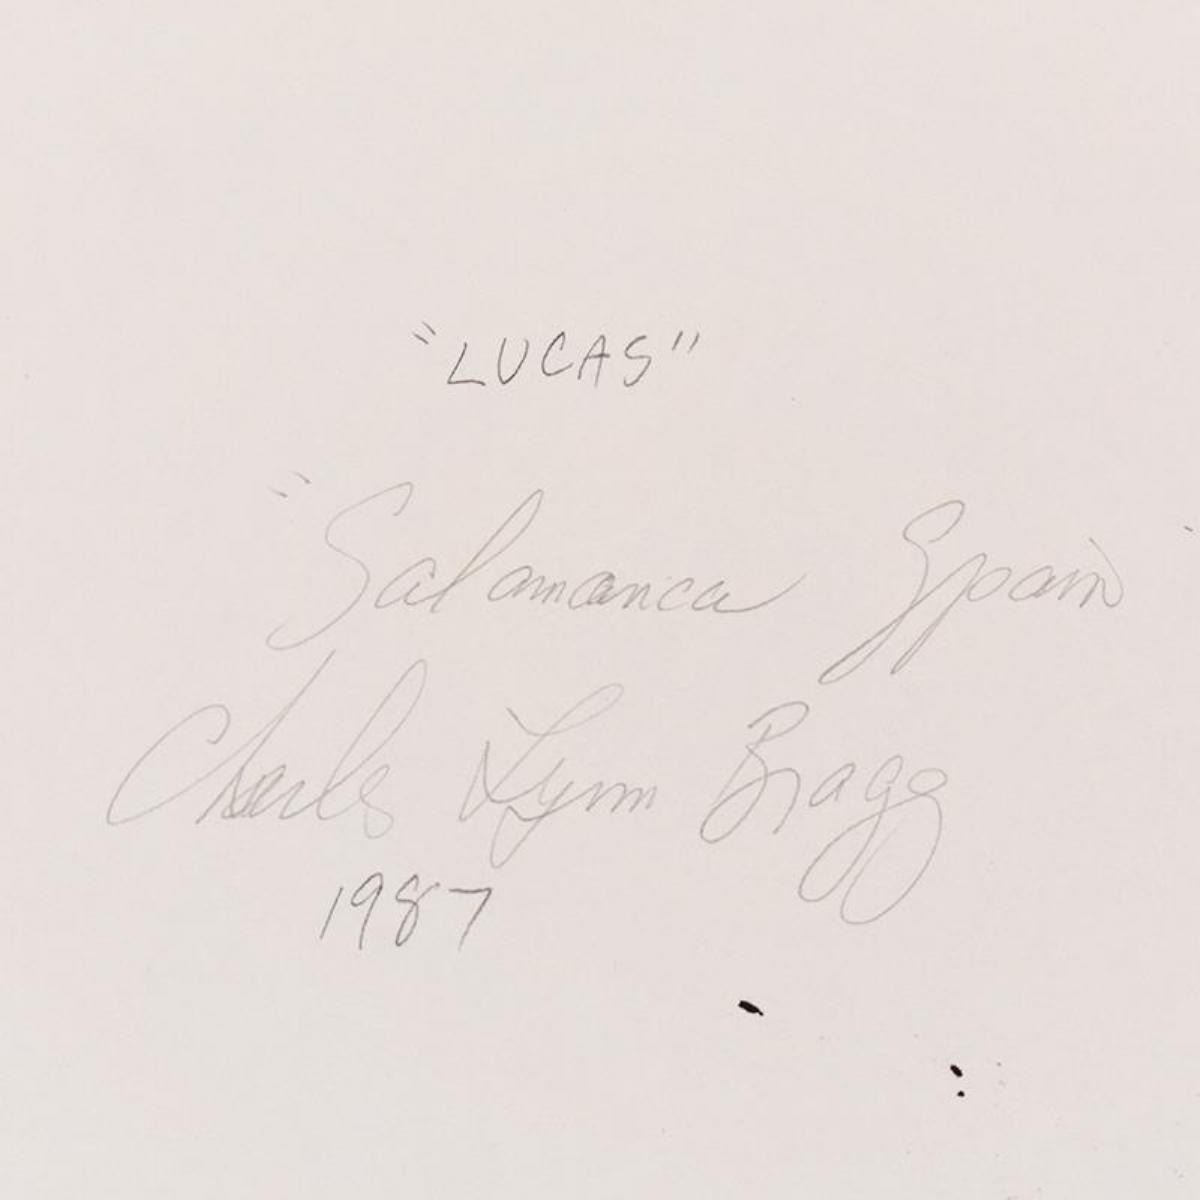 "LUCAS"
"Salamanca Spain"
Charles Lynn Bragg
1987